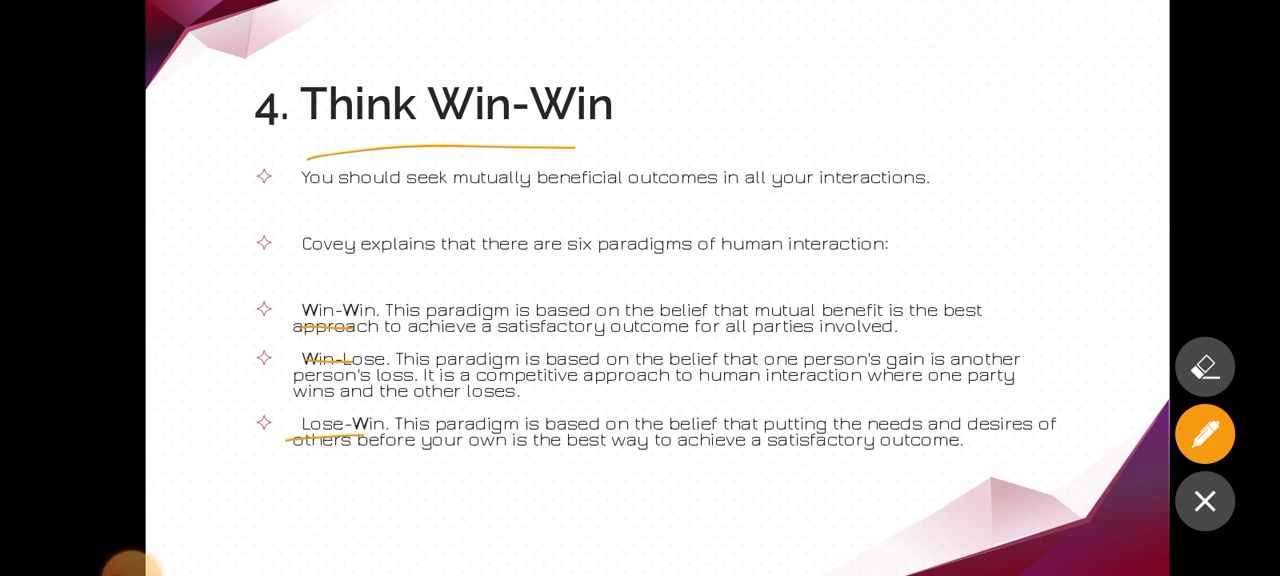 4. Think Win-Win
You should seek mutually beneficial outcomes in all your interactions.
Covey explains that there are six paradigms of human interaction:
Win-Win. This paradigm is based on the belief that mutual benefit is the best
approach to achieve a satisfactory outcome for all parties involved.
Win-Lose. This paradigm is based on the belief that one person's gain is another
person's loss. It is a competitive approach to human interaction where one party
wins and the other loses.
Lose-Win. This paradigm is based on the belief that putting the needs and desires of
others before your own is the best way to achieve a satisfactory outcome.